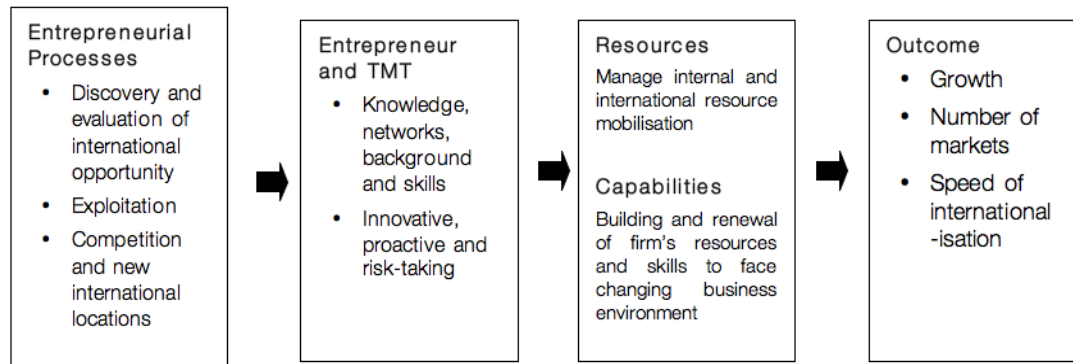 Entrepreneurial
Processes
• Discovery and
evaluation of
international
opportunity
• Exploitation
• Competition
and new
international
locations
Entrepreneur
and TMT
• Knowledge,
networks,
background
and skills
• Innovative,
proactive and
risk-taking
Resources
Manage internal and
international resource
mobilisation
Capabilities
Building and renewal
of firm's resources
and skills to face
changing business
environment
Outcome
• Growth
• Number of
markets
• Speed of
international
-isation